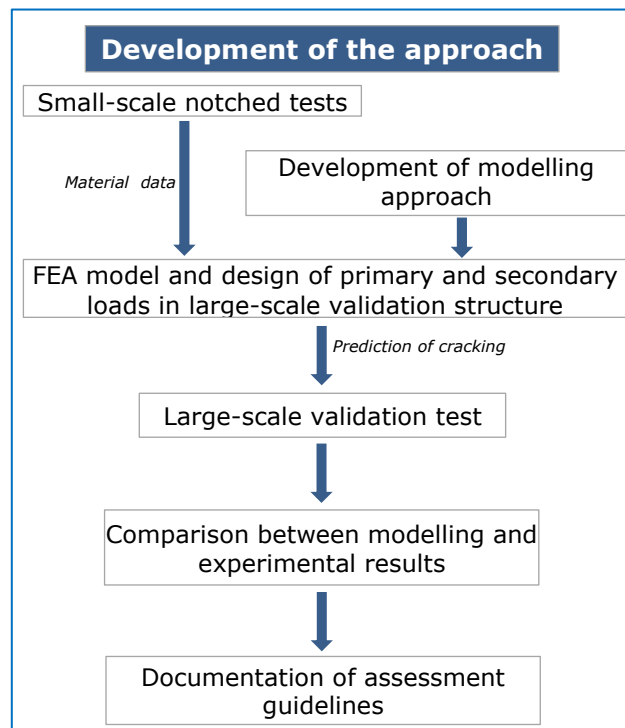 Development of the approach
Small-scale notched tests
Material data
Development of modelling
approach
FEA model and design of primary and secondary
loads in large-scale validation structure
Prediction of cracking
Large-scale validation test
Comparison between modelling and
experimental results
Documentation of assessment
guidelines